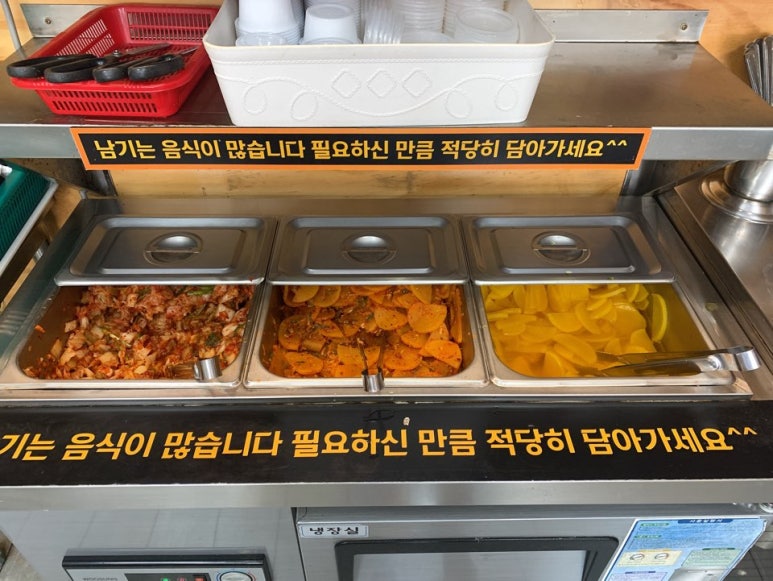 남기는 음식이 많습니다 필요하신 만큼 적당히 담아가세요^^
기는 음식이 많습니다 필요하신 만큼 적당히 담아가세요^^
냉장실